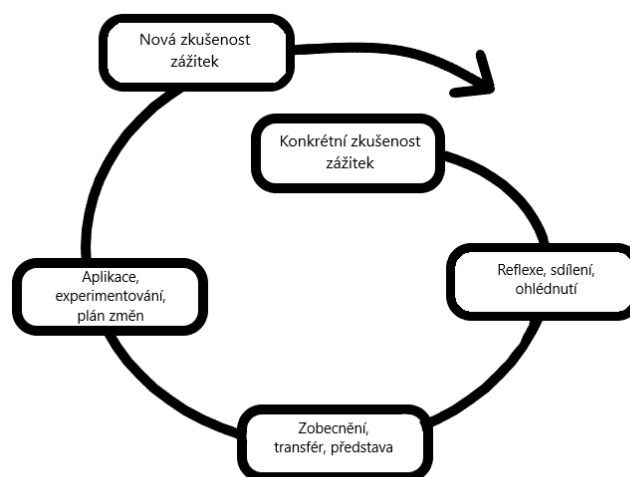 Nová zkušenost
zážitek
Konkrétní zkušenost
zážitek
Reflexe, sdílení,
ohlédnutí
Zobecnění,
transfér, představa
Aplikace,
experimentování,
plán změn